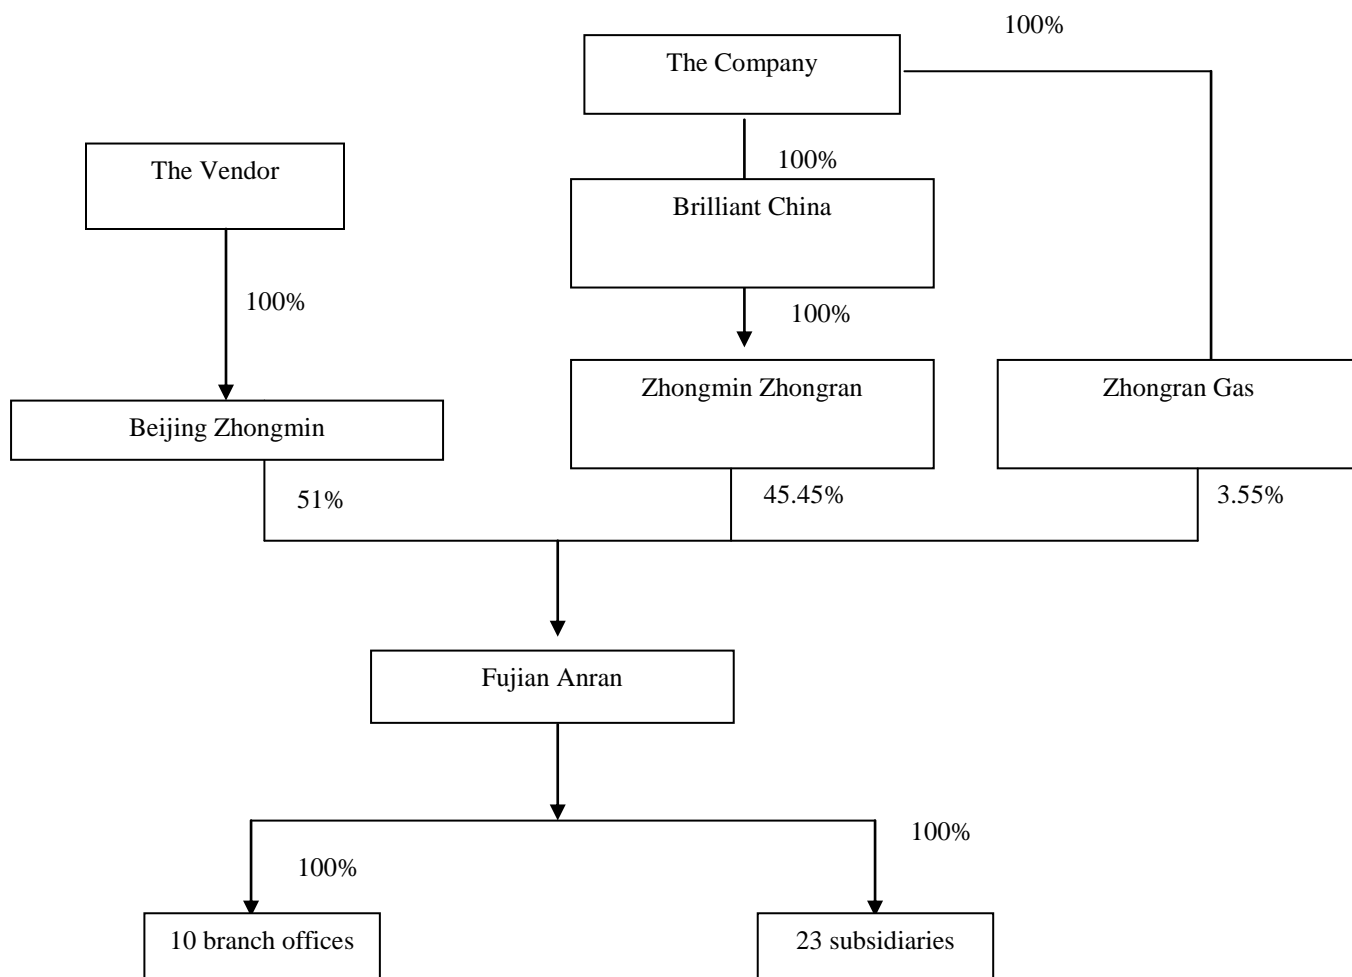 100%
The Company
The Vendor
100%
Brilliant China
100%
100%
Zhongmin Zhongran
Zhongran Gas
Beijing Zhongmin
51%
45.45%
3.55%
Fujian Anran
100%
100%
10 branch offices
23 subsidiaries